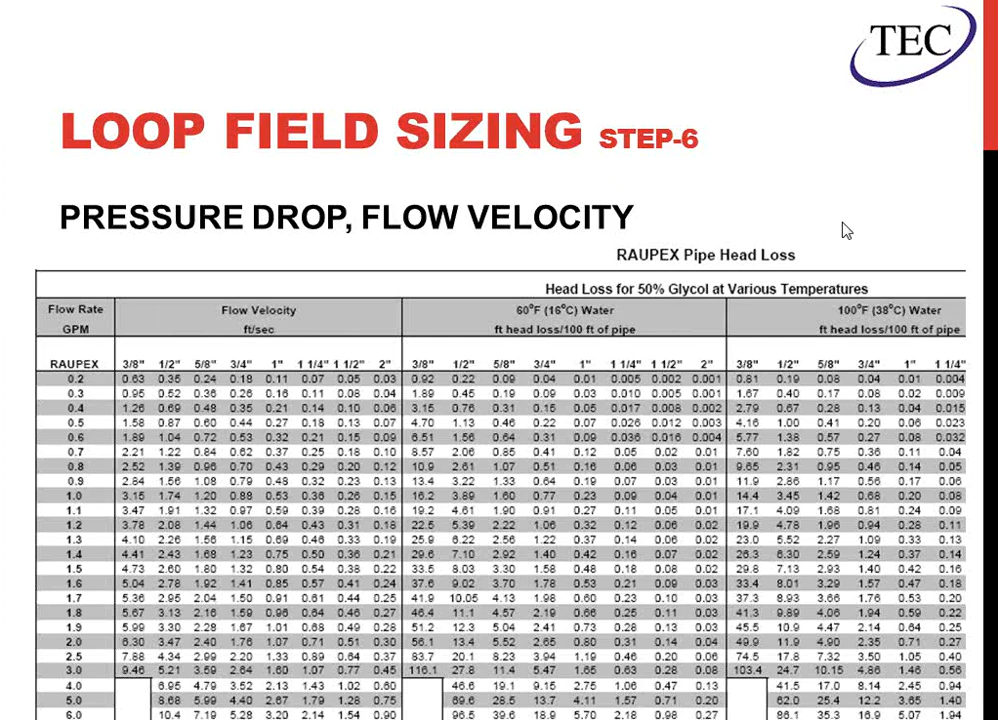 TEC
LOOP FIELD SIZING STEP-6
PRESSURE DROP, FLOW VELOCITY
RAUPEX Pipe Head Loss
Head Loss for 50% Glycol at Various Temperatures
Flow Rate Flow Velocity 60°F (16°C) Water 100°F (38°C) Water
GPM ft/sec ft head loss/100 ft of pipe ft head loss/100 ft of pipe
RAUPEX 3/8" 1/2" 5/8" 3/4" 1" 1 1/4" 1 1/2" 2" 3/8" 1/2" 5/8" 3/4" 1" 1 1/4" 1 1/2" 2" 3/8" 1/2" 5/8" 3/4" 1" 1 1/4"
0.2 0.63 0.35 0.24 0.18 0.11 0.07 0.05 0.03 0.92 0.22 0.09 0.04 0.01 0.005 0.002 0.001 0.81 0.19 0.08 0.04 0.01 0.004
0.3 0.95 0.52 0.36 0.26 0.16 0.11 0.08 0.04 1.89 0.45 0.19 0.09 0.03 0.010 0.005 0.001 1.67 0.40 0.17 0.08 0.02 0.009
0.4 1.26 0.69 0.48 0.35 0.21 0.14 0.10 0.06 3.15 0.76 0.31 0.15 0.05 0.017 0.008 0.002 2.79 0.67 0.28 0.13 0.04 0.015
0.5 1.58 0.87 0.60 0.44 0.27 0.18 0.13 0.07 4.70 1.13 0.46 0.22 0.07 0.026 0.012 0.003 4.16 1.00 0.41 0.20 0.06 0.023
0.6 1.89 1.04 0.72 0.53 0.32 0.21 0.15 0.09 6.51 1.56 0.64 0.31 0.09 0.036 0.016 0.004 5.77 1.38 0.57 0.27 0.08 0.032
0.7 2.21 1.22 0.84 0.62 0.37 0.25 0.18 0.10 8.57 2.06 0.85 0.41 0.12 0.05 0.02 0.01 7.60 1.82 0.75 0.36 0.11 0.04
0.8 2.52 1.39 0.96 0.70 0.43 0.29 0.20 0.12 10.9 2.61 1.07 0.51 0.16 0.06 0.03 0.01 9.65 2.31 0.95 0.46 0.14 0.05
0.9 2.84 1.56 1.08 0.79 0.48 0.32 0.23 0.13 13.4 3.22 1.33 0.64 0.19 0.07 0.03 0.01 11.9 2.86 1.17 0.56 0.17 0.06
1.0 3.15 1.74 1.20 0.88 0.53 0.36 0.26 0.15 16.2 3.89 1.60 0.77 0.23 0.09 0.04 0.01 14.4 3.45 1.42 0.68 0.20 0.08
1.1 3.47 1.91 1.32 0.97 0.59 0.39 0.28 0.16 19.2 4.61 1.90 0.91 0.27 0.11 0.05 0.01 17.1 4.09 1.68 0.81 0.24 0.09
1.2 3.78 2.08 1.44 1.06 0.64 0.43 0.31 0.18 22.5 5.39 2.22 1.06 0.32 0.12 0.06 0.02 19.9 4.78 1.96 0.94 0.28 0.11
1.3 4.10 2.26 1.56 1.15 0.69 0.46 0.33 0.19 25.9 6.22 2.56 1.22 0.37 0.14 0.06 0.02 23.0 5.52 2.27 1.09 0.33 0.13
1.4 4.41 2.43 1.68 1.23 0.75 0.50 0.36 0.21 29.6 7.10 2.92 1.40 0.42 0.16 0.07 0.02 26.3 6.30 2.59 1.24 0.37 0.14
1.5 4.73 2.60 1.80 1.32 0.80 0.54 0.38 0.22 33.5 8.03 3.30 1.58 0.48 0.18 0.08 0.02 29.8 7.13 2.93 1.40 0.42 0.16
1.6 5.04 2.78 1.92 1.41 0.85 0.57 0.41 0.24 37.6 9.02 3.70 1.78 0.53 0.21 0.09 0.03 33.4 8.01 3.29 1.57 0.47 0.18
1.7 5.36 2.95 2.04 1.50 0.91 0.61 0.44 0.25 41.9 10.05 4.13 1.98 0.60 0.23 0.10 0.03 37.3 8.93 3.66 1.76 0.53 0.20
1.8 5.67 3.13 2.16 1.59 0.96 0.64 0.46 0.27 46.4 11.1 4.57 2.19 0.66 0.25 0.11 0.03 41.3 9.89 4.06 1.94 0.59 0.22
1.9 5.99 3.30 2.28 1.67 1.01 0.68 0.49 0.28 51.2 12.3 5.04 2.41 0.73 0.28 0.13 0.03 45.5 10.9 4.47 2.14 0.64 0.25
2.0 6.30 3.47 2.40 1.76 1.07 0.71 0.51 0.30 56.1 13.4 5.52 2.65 0.80 0.31 0.14 0.04 49.9 11.9 4.90 2.35 0.71 0.27
2.5 7.88 4.34 2.99 2.20 1.33 0.89 0.64 0.37 83.7 20.1 8.23 3.94 1.19 0.46 0.20 0.06 74.5 17.8 7.32 3.50 1.05 0.40
3.0 9.46 5.21 3.59 2.64 1.60 1.07 0.77 0.45 116.1 27.8 11.4 5.47 1.65 0.63 0.28 0.08 103.4 24.7 10.15 4.86 1.46 0.56
4.0 6.95 4.79 3.52 2.13 1.43 1.02 0.60 46.6 19.1 9.15 2.75 1.06 0.47 0.13 41.5 17.0 8.14 2.45 0.94
5.0 8.68 5.99 4.40 2.67 1.79 1.28 0.75 69.6 28.5 13.7 4.11 1.57 0.71 0.20 62.0 25.4 12.2 3.65 1.40
6.0 10.4 7.19 5.28 3.20 2.14 1.54 0.90 96.5 39.6 18.9 5.70 2.18 0.98 0.27 86.1 35.3 16.9 5.07 1.94